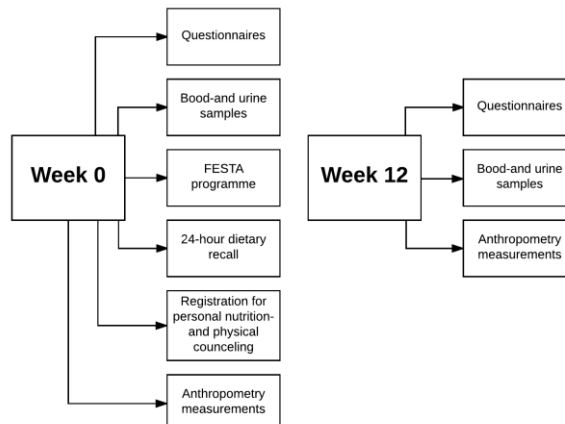 Week 0
Questionnaires
Bood-and urine
samples
FESTA
programme
24-hour dietary
recall
Registration for
personal nutrition-
and physical
counceling
Anthropometry
measurements
Week 12
Questionnaires
Bood-and urine
samples
Anthropometry
measurements